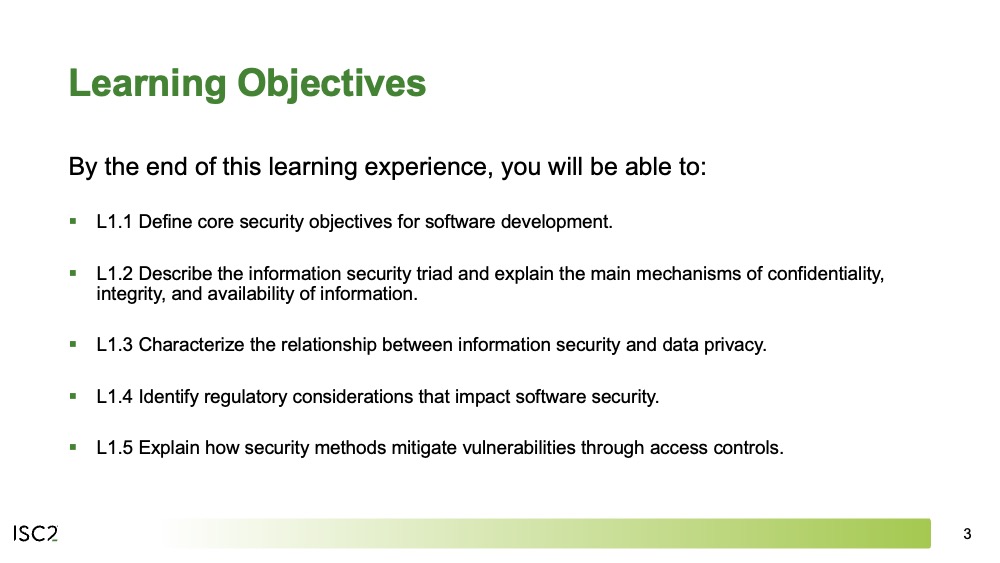 Learning Objectives
By the end of this learning experience, you will be able to:
▪ L1.1 Define core security objectives for software development.
▪ L1.2 Describe the information security triad and explain the main mechanisms of confidentiality,
integrity, and availability of information.
▪ L1.3 Characterize the relationship between information security and data privacy.
▪ L1.4 Identify regulatory considerations that impact software security.
▪ L1.5 Explain how security methods mitigate vulnerabilities through access controls.
ISC2
3